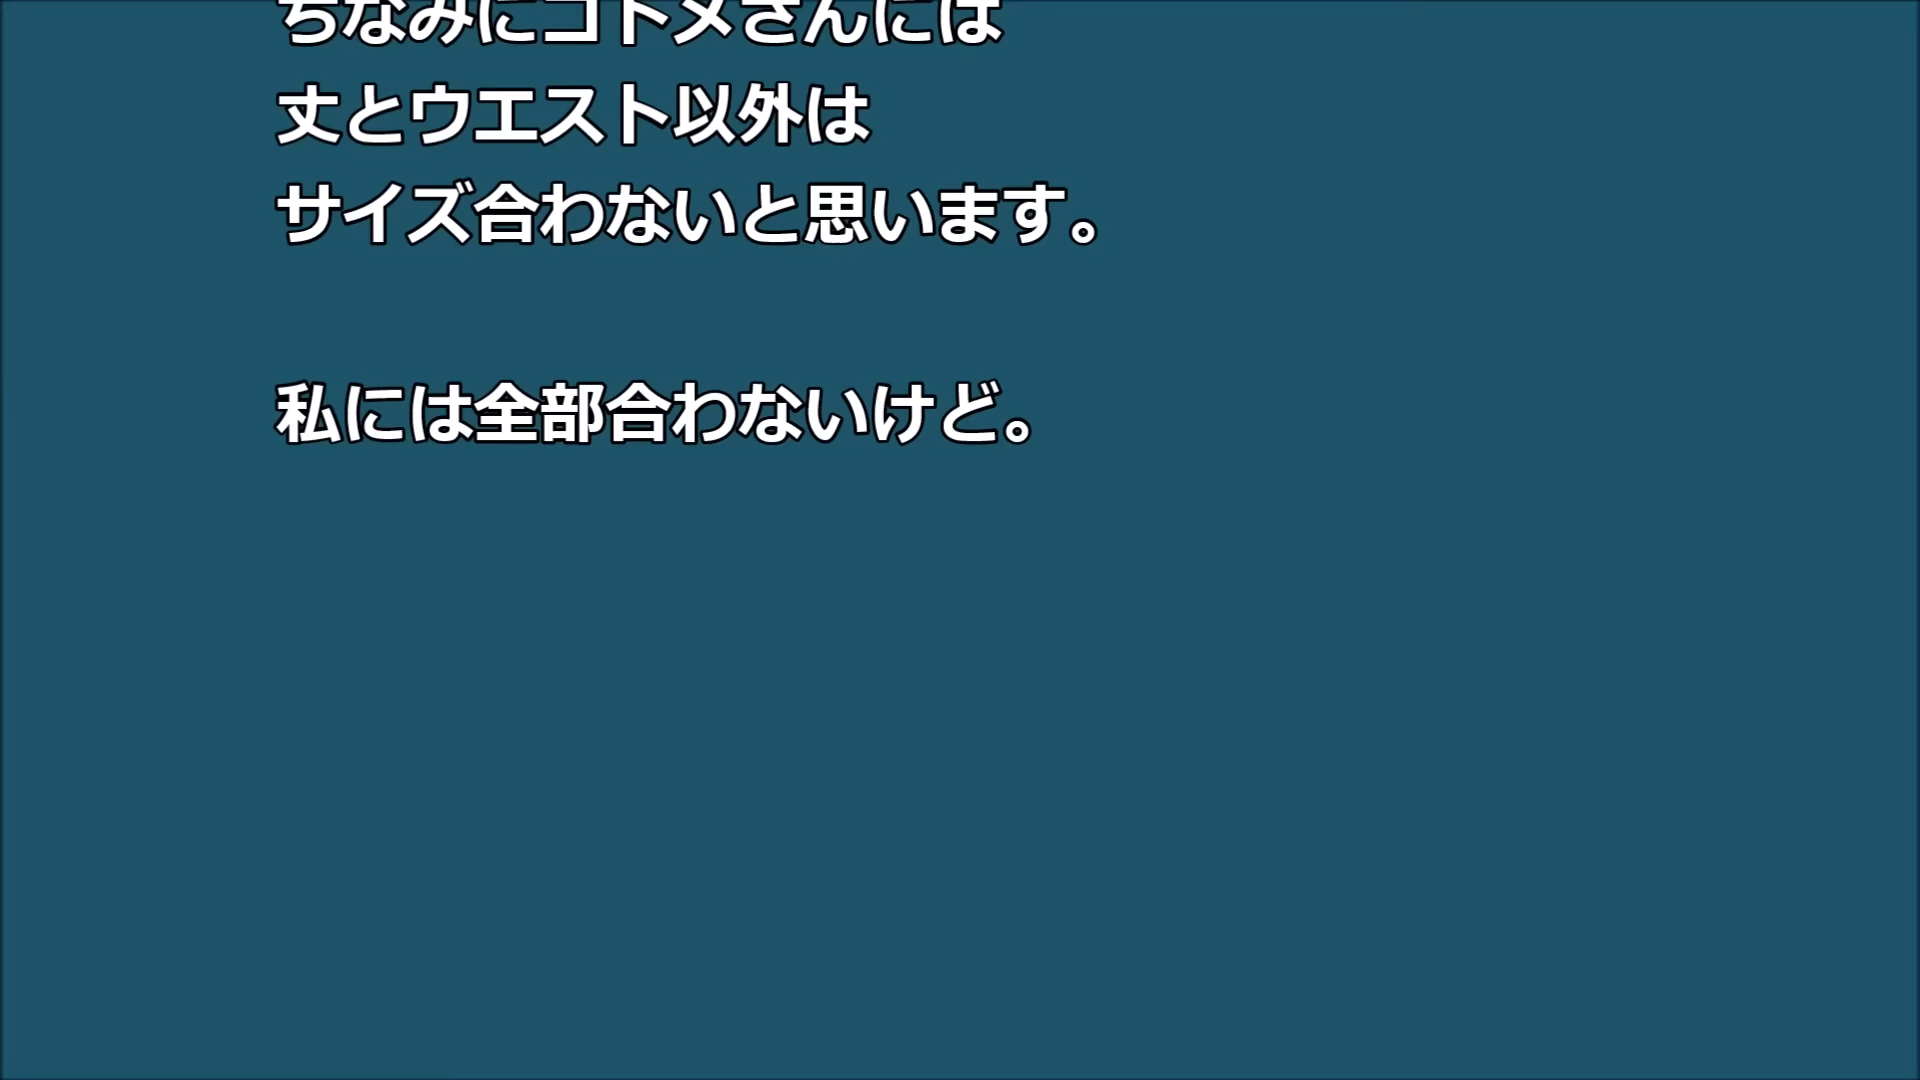 ちなみにコトメさんには
丈とウエスト以外は
サイズ合わないと思います。
私には全部合わないけど。